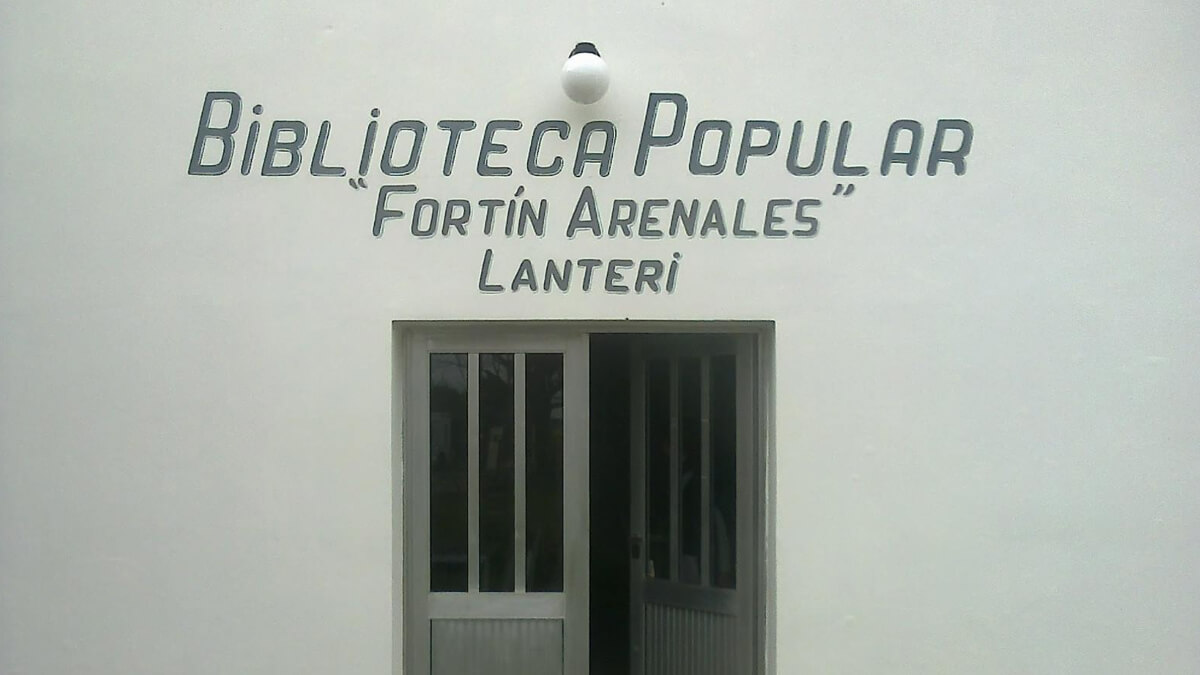 BiBLiOTECA POPULAR
"FORTÍN ARENALES"
LANTERi